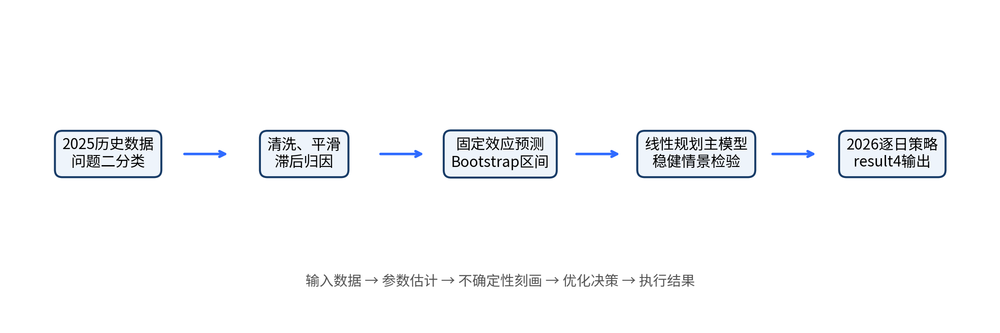 2025历史数据
问题二分类
清洗、平滑
滞后归因
固定效应预测
Bootstrap区间
线性规划主模型
稳健情景检验
2026逐日策略
result4输出
输入数据 → 参数估计 → 不确定性刻画 → 优化决策 → 执行结果